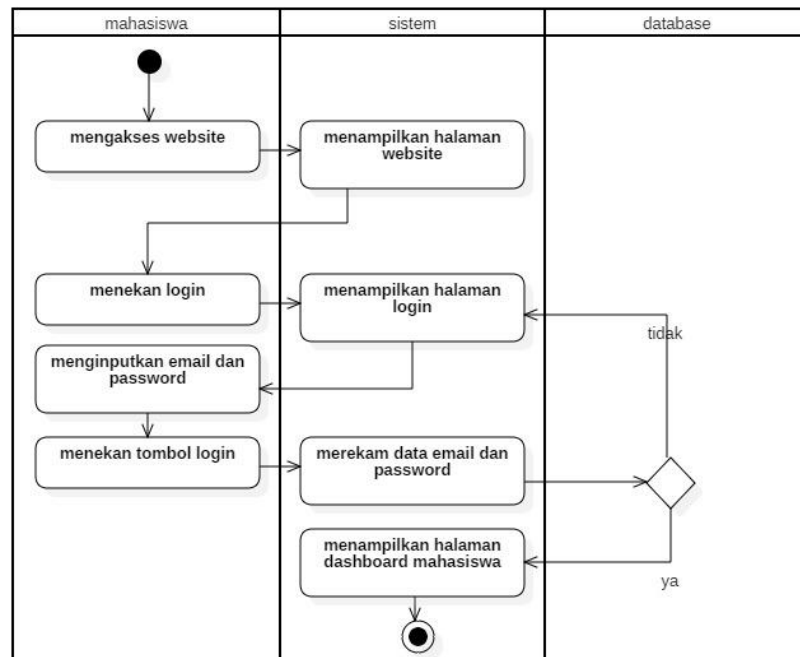 mahasiswa
sistem
database
mengakses website
menampilkan halaman
website
menekan login
menampilkan halaman
login
tidak
menginputkan email dan
password
menekan tombol login
merekam data email dan
password
menampilkan halaman
dashboard mahasiswa
ya